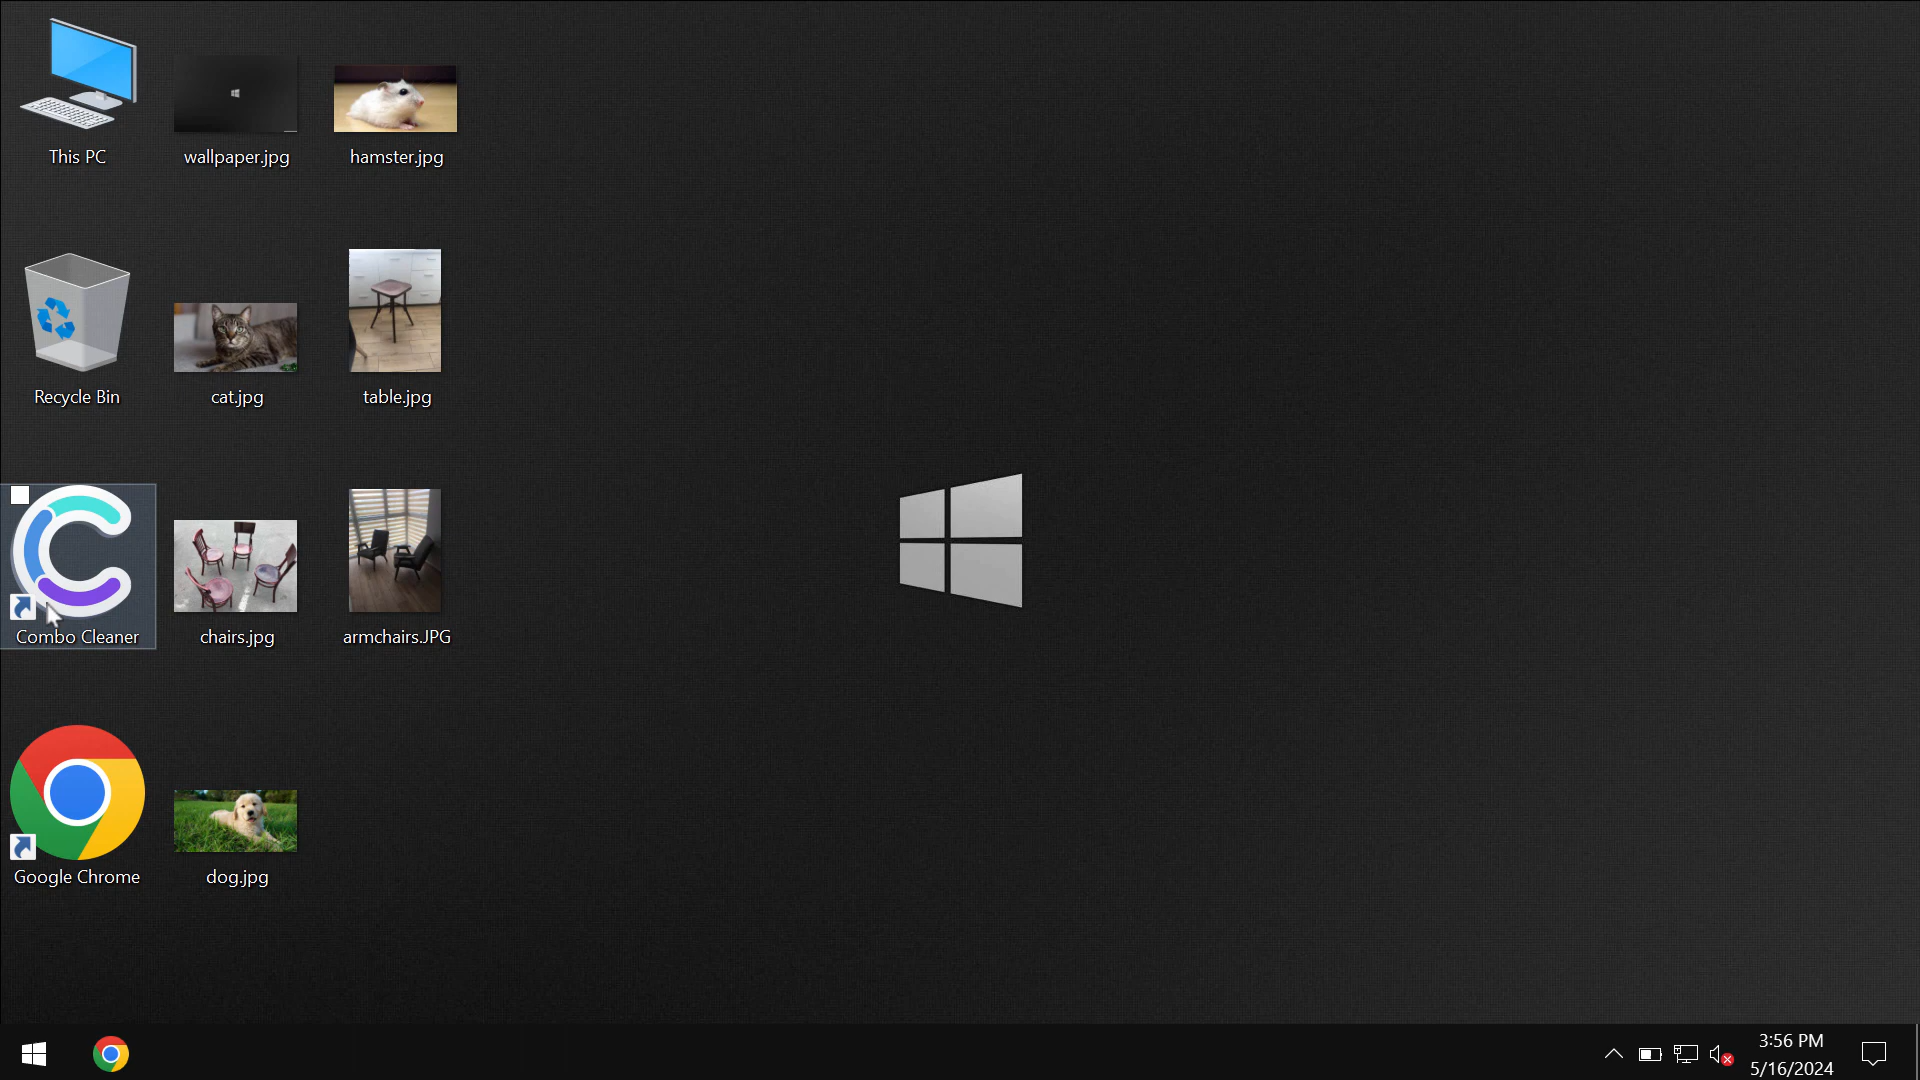 This PC
wallpaper.jpg
hamster.jpg
Recycle Bin
cat.jpg
table.jpg
Combo Cleaner
chairs.jpg
armchairs.JPG
Google Chrome
dog.jpg
3:56 PM
5/16/2024